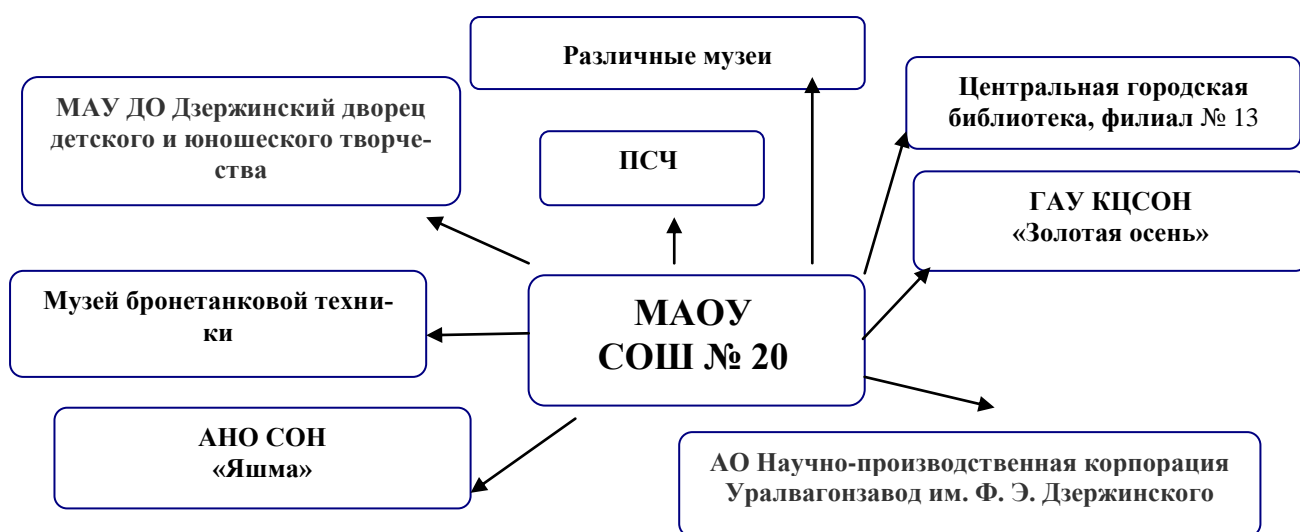 Различные музеи
МАУ ДО Дзержинский дворец
детского и юношеского творче-
ства
Центральная городская
библиотека, филиал № 13
ПСЧ
ГАУ КЦСОН
«Золотая осень»
Музей бронетанковой техни-
ки
МАОУ
СОШ № 20
АНО СОН
«Яшма»
АО Научно-производственная корпорация
Уралвагонзавод им. Ф. Э. Дзержинского